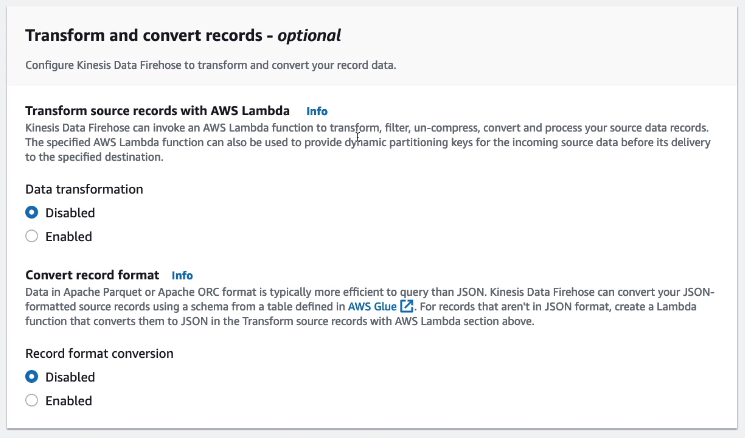 Transform and convert records - optional
Configure Kinesis Data Firehose to transform and convert your record data.
Transform source records with AWS Lambda Info
Kinesis Data Firehose can invoke an AWS Lambda function to transform, filter, un-compress, convert and process your source data records.
The specified AWS Lambda function can also be used to provide dynamic partitioning keys for the incoming source data before its delivery
to the specified destination.
Data transformation
Disabled
Enabled
Convert record format Info
Data in Apache Parquet or Apache ORC format is typically more efficient to query than JSON. Kinesis Data Firehose can convert your JSON-
formatted source records using a schema from a table defined in AWS Glue. For records that aren't in JSON format, create a Lambda
function that converts them to JSON in the Transform source records with AWS Lambda section above.
Record format conversion
Disabled
Enabled